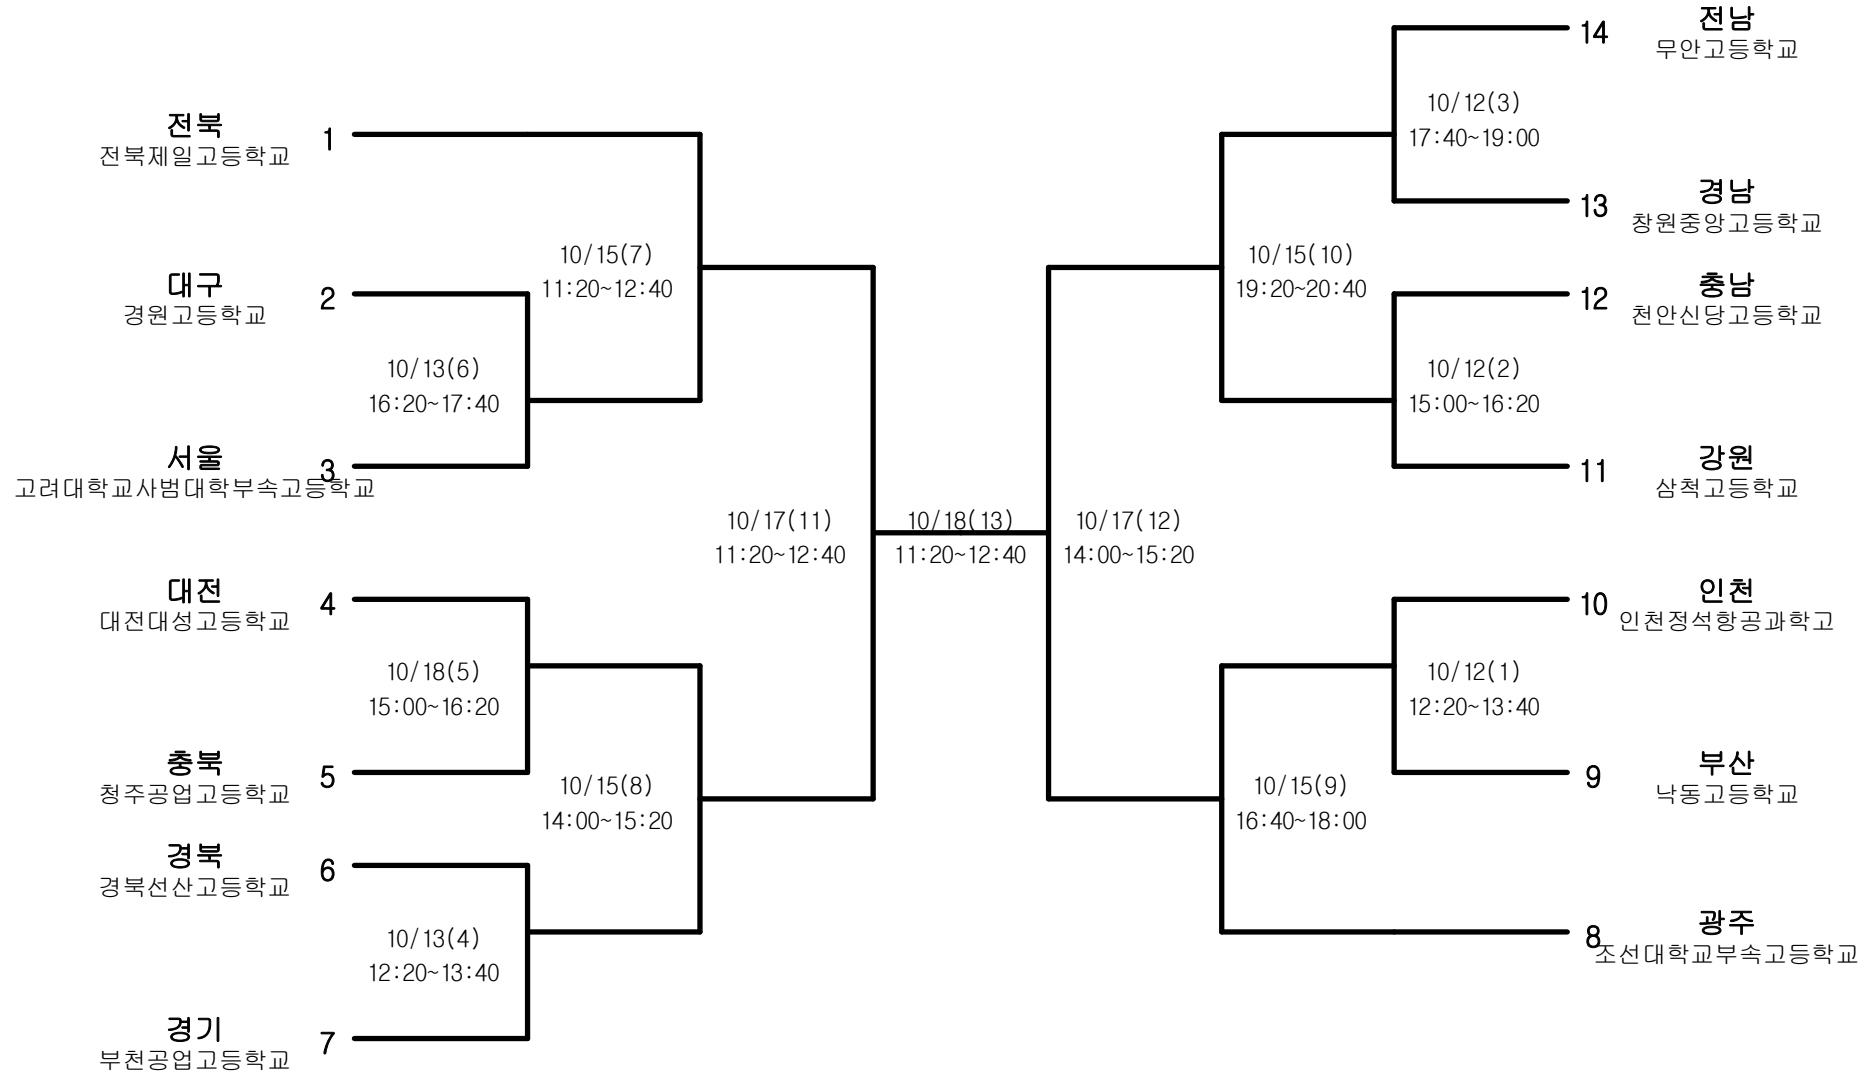 전북
전북제일고등학교
1
대구
경원고등학교
2
서울
고려대학교사범대학부속고등학교
3
대전
대전대성고등학교
4
충북
청주공업고등학교
5
경북
경북선산고등학교
6
경기
부천공업고등학교
7
10/13(6)
16:20~17:40
10/18(5)
15:00~16:20
10/13(4)
12:20~13:40
10/15(7)
11:20~12:40
10/15(8)
14:00~15:20
10/17(11)
11:20~12:40
10/18(13)
11:20~12:40
10/17(12)
14:00~15:20
10/15(10)
19:20~20:40
10/15(9)
16:40~18:00
10/12(3)
17:40~19:00
10/12(2)
15:00~16:20
10/12(1)
12:20~13:40
14
전남
무안고등학교
13
경남
창원중앙고등학교
12
충남
천안신당고등학교
11
강원
삼척고등학교
10
인천
인천정석항공과학고
9
부산
낙동고등학교
8
광주
조선대학교부속고등학교